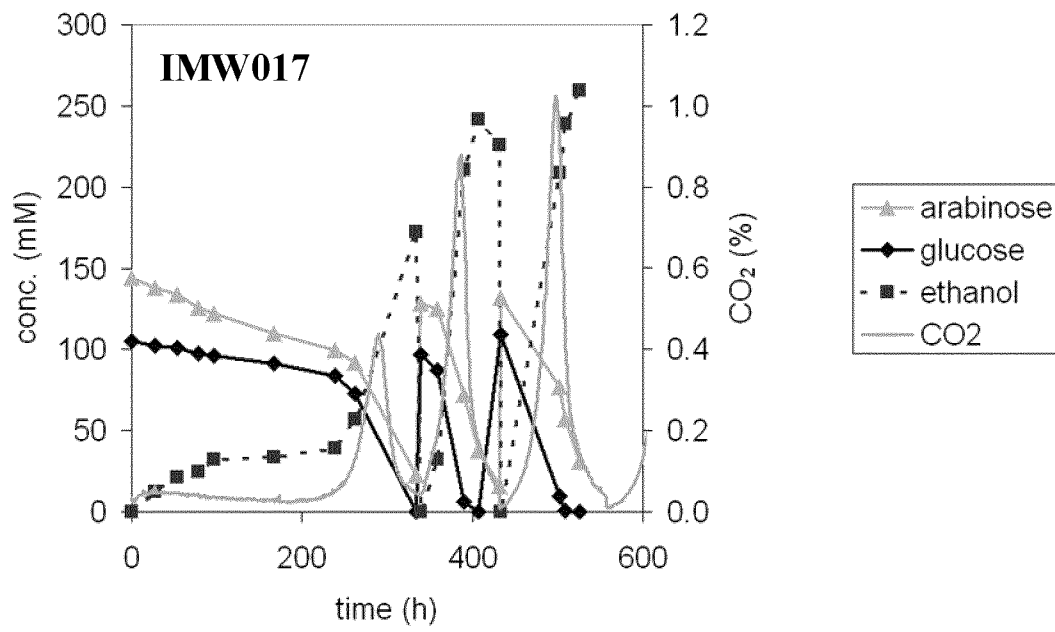 IMW017
300
250
200
150
100
50
0
conc. (mM)
1.2
1.0
0.8
0.6
0.4
0.2
0.0
CO₂ (%)
0 200 400 600
time (h)
arabinose
glucose
ethanol
CO2